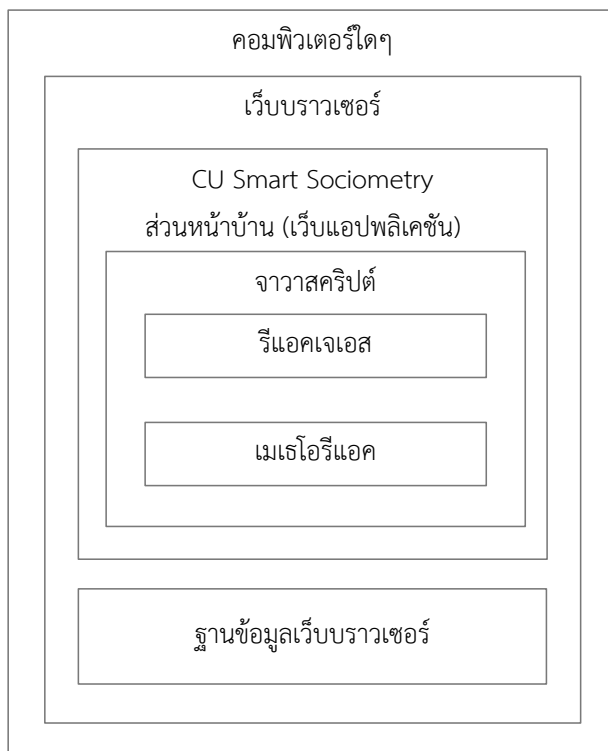 คอมพิวเตอร์ใดๆ
เว็บบราวเซอร์
CU Smart Sociometry
ส่วนหน้าบ้าน (เว็บแอปพลิเคชัน)
จาวาสคริปต์
รีแอคเจเอส
เมเธโอรีแอค
ฐานข้อมูลเว็บบราวเซอร์